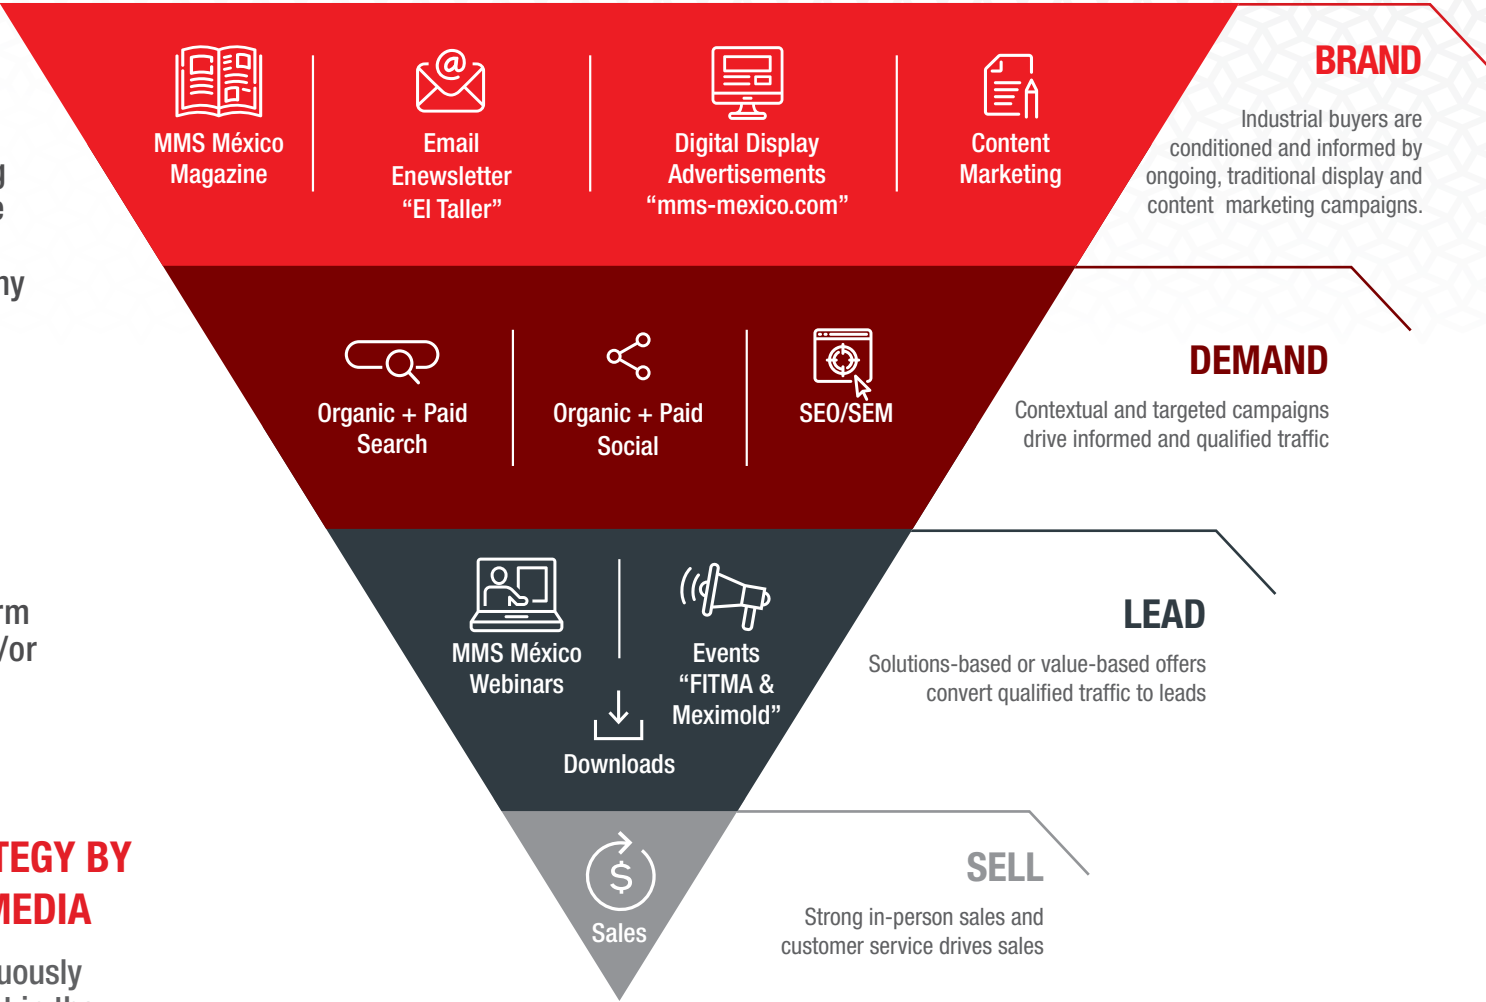 MMS México
Magazine
Email
Enewsletter
“El Taller”
Digital Display
Advertisements
“mms-mexico.com”
Content
Marketing
BRAND
Industrial buyers are
conditioned and informed by
ongoing, traditional display and
content marketing campaigns.
Organic + Paid
Search
Organic + Paid
Social
SEO/SEM
DEMAND
Contextual and targeted campaigns
drive informed and qualified traffic
MMS México
Webinars
Events
“FITMA &
Meximold”
Downloads
LEAD
Solutions-based or value-based offers
convert qualified traffic to leads
/or
TEGY BY
MEDIA
uously
Sales
SELL
Strong in-person sales and
customer service drives sales